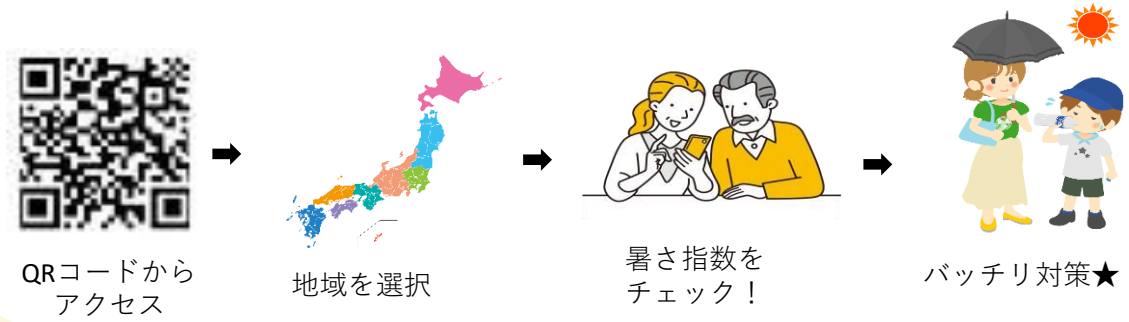 QRコードから
アクセス
地域を選択
暑さ指数を
チェック！
バッチリ対策★